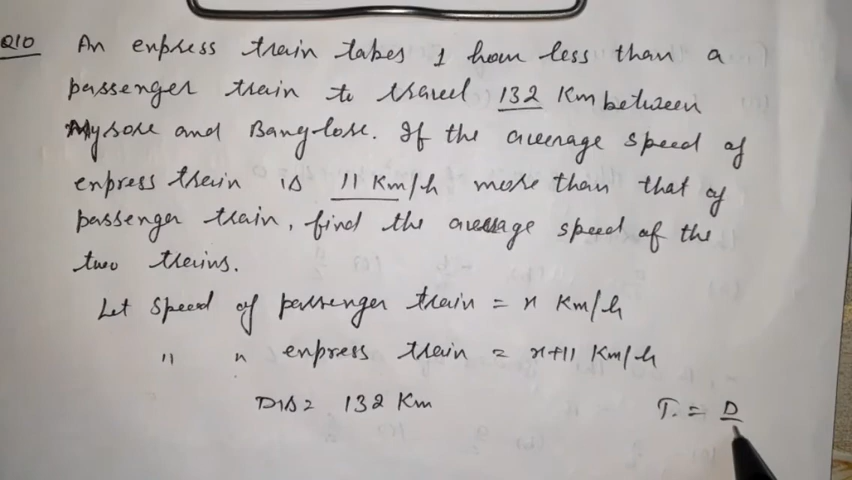 Q10 An express train takes 1 hour less than a
passenger train to travel 132 Km between
Mysore and Banglore. If the average speed of
express train is 11 Km/h more than that of
passenger train, find the average speed of the
two trains.
Let speed of passenger train = x Km/h
" " express train = x+11 Km/h
Dis = 132 Km T. = D